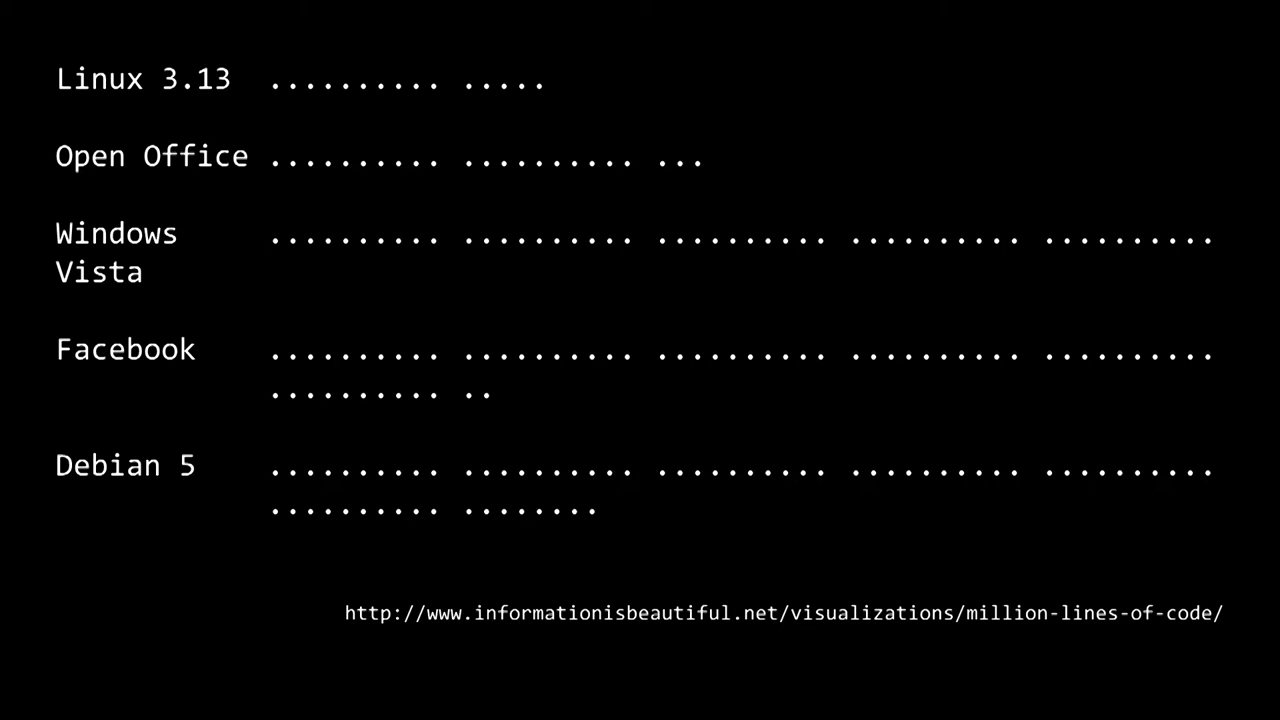 Linux 3.13 .......... .....
Open Office .......... .......... ...
Windows .......... .......... .......... .......... ..........
Vista
Facebook .......... .......... .......... .......... ..........
.......... ..
Debian 5 .......... .......... .......... .......... ..........
.......... ........
http://www.informationisbeautiful.net/visualizations/million-lines-of-code/